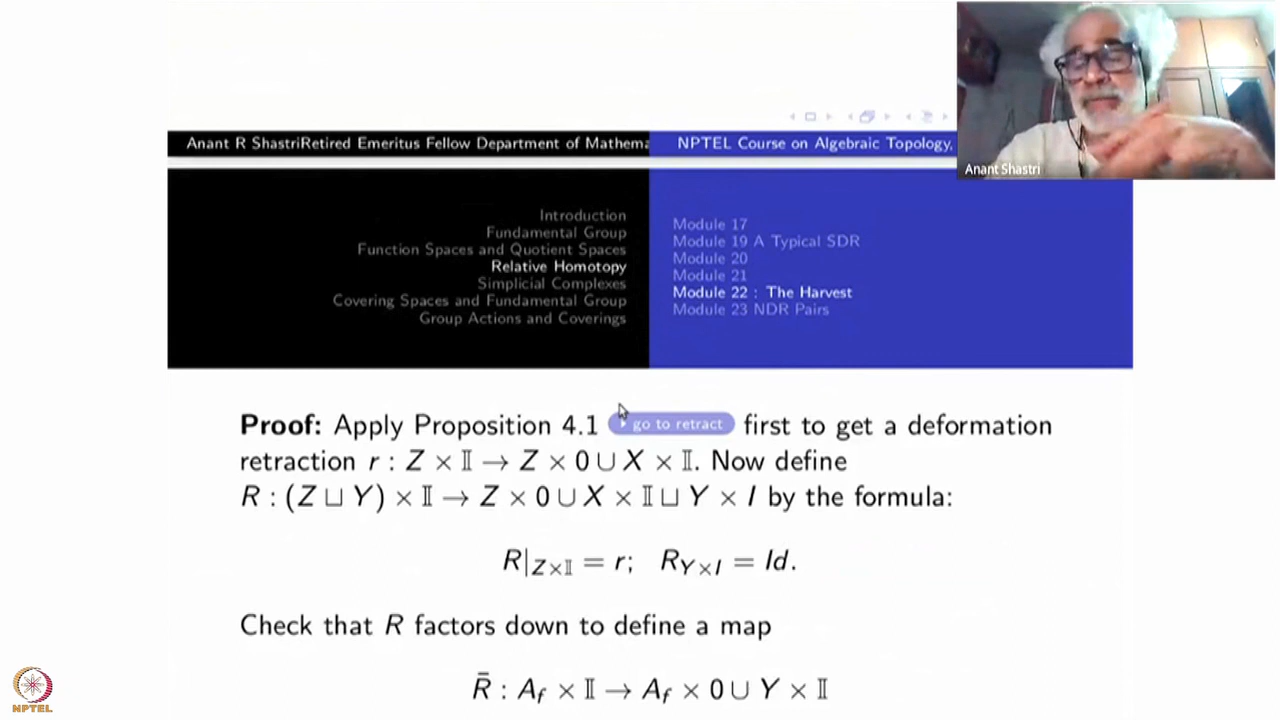 Anant R ShastriRetired Emeritus Fellow Department of Mathema
NPTEL Course on Algebraic Topology,
Anant Shastri
Introduction
Fundamental Group
Function Spaces and Quotient Spaces
Relative Homotopy
Simplicial Complexes
Covering Spaces and Fundamental Group
Group Actions and Coverings
Module 17
Module 19 A Typical SDR
Module 20
Module 21
Module 22 : The Harvest
Module 23 NDR Pairs
Proof: Apply Proposition 4.1 go to retract first to get a deformation
retraction r : Z × 𝕀 → Z × 0 ∪ X × 𝕀. Now define
R : (Z ⊔ Y) × 𝕀 → Z × 0 ∪ X × 𝕀 ⊔ Y × I by the formula:
R|_{Z×𝕀} = r; R_{Y×I} = Id.
Check that R factors down to define a map
R̄ : A_f × 𝕀 → A_f × 0 ∪ Y × 𝕀
NPTEL